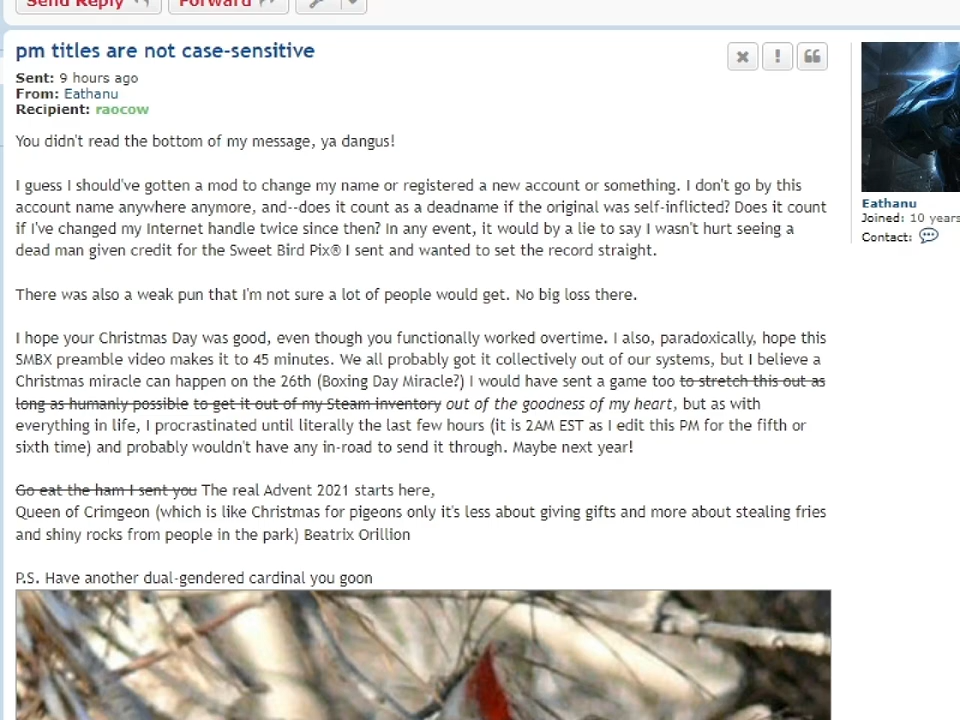 Send Reply Forward
pm titles are not case-sensitive
Sent: 9 hours ago
From: Eathanu
Recipient: raocow
You didn't read the bottom of my message, ya dangus!
I guess I should've gotten a mod to change my name or registered a new account or something. I don't go by this
account name anywhere anymore, and--does it count as a deadname if the original was self-inflicted? Does it count
if I've changed my Internet handle twice since then? In any event, it would by a lie to say I wasn't hurt seeing a
dead man given credit for the Sweet Bird Pix® I sent and wanted to set the record straight.
There was also a weak pun that I'm not sure a lot of people would get. No big loss there.
I hope your Christmas Day was good, even though you functionally worked overtime. I also, paradoxically, hope this
SMBX preamble video makes it to 45 minutes. We all probably got it collectively out of our systems, but I believe a
Christmas miracle can happen on the 26th (Boxing Day Miracle?) I would have sent a game too to stretch this out as
long as humanly possible to get it out of my Steam inventory out of the goodness of my heart, but as with
everything in life, I procrastinated until literally the last few hours (it is 2AM EST as I edit this PM for the fifth or
sixth time) and probably wouldn't have any in-road to send it through. Maybe next year!
Go eat the ham I sent you The real Advent 2021 starts here,
Queen of Crimgeon (which is like Christmas for pigeons only it's less about giving gifts and more about stealing fries
and shiny rocks from people in the park) Beatrix Orillion
P.S. Have another dual-gendered cardinal you goon
Eathanu
Joined: 10 years
Contact: